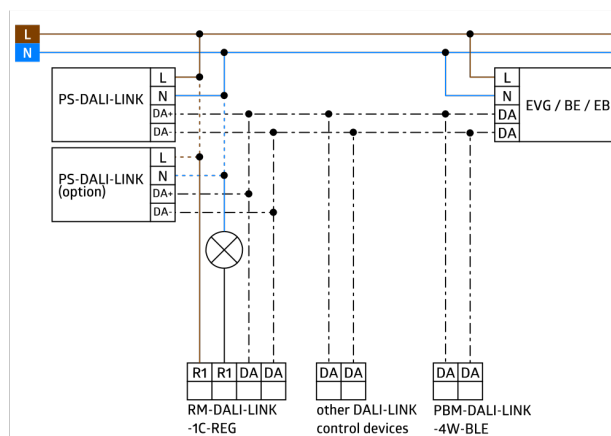 L
N
PS-DALI-LINK
L
N
DA+
DA-
PS-DALI-LINK
(option)
L
N
DA+
DA-
L
N
DA
DA
EVG / BE / EB
R1 R1 DA DA
RM-DALI-LINK
-1C-REG
DA DA
other DALI-LINK
control devices
DA DA
PBM-DALI-LINK
-4W-BLE